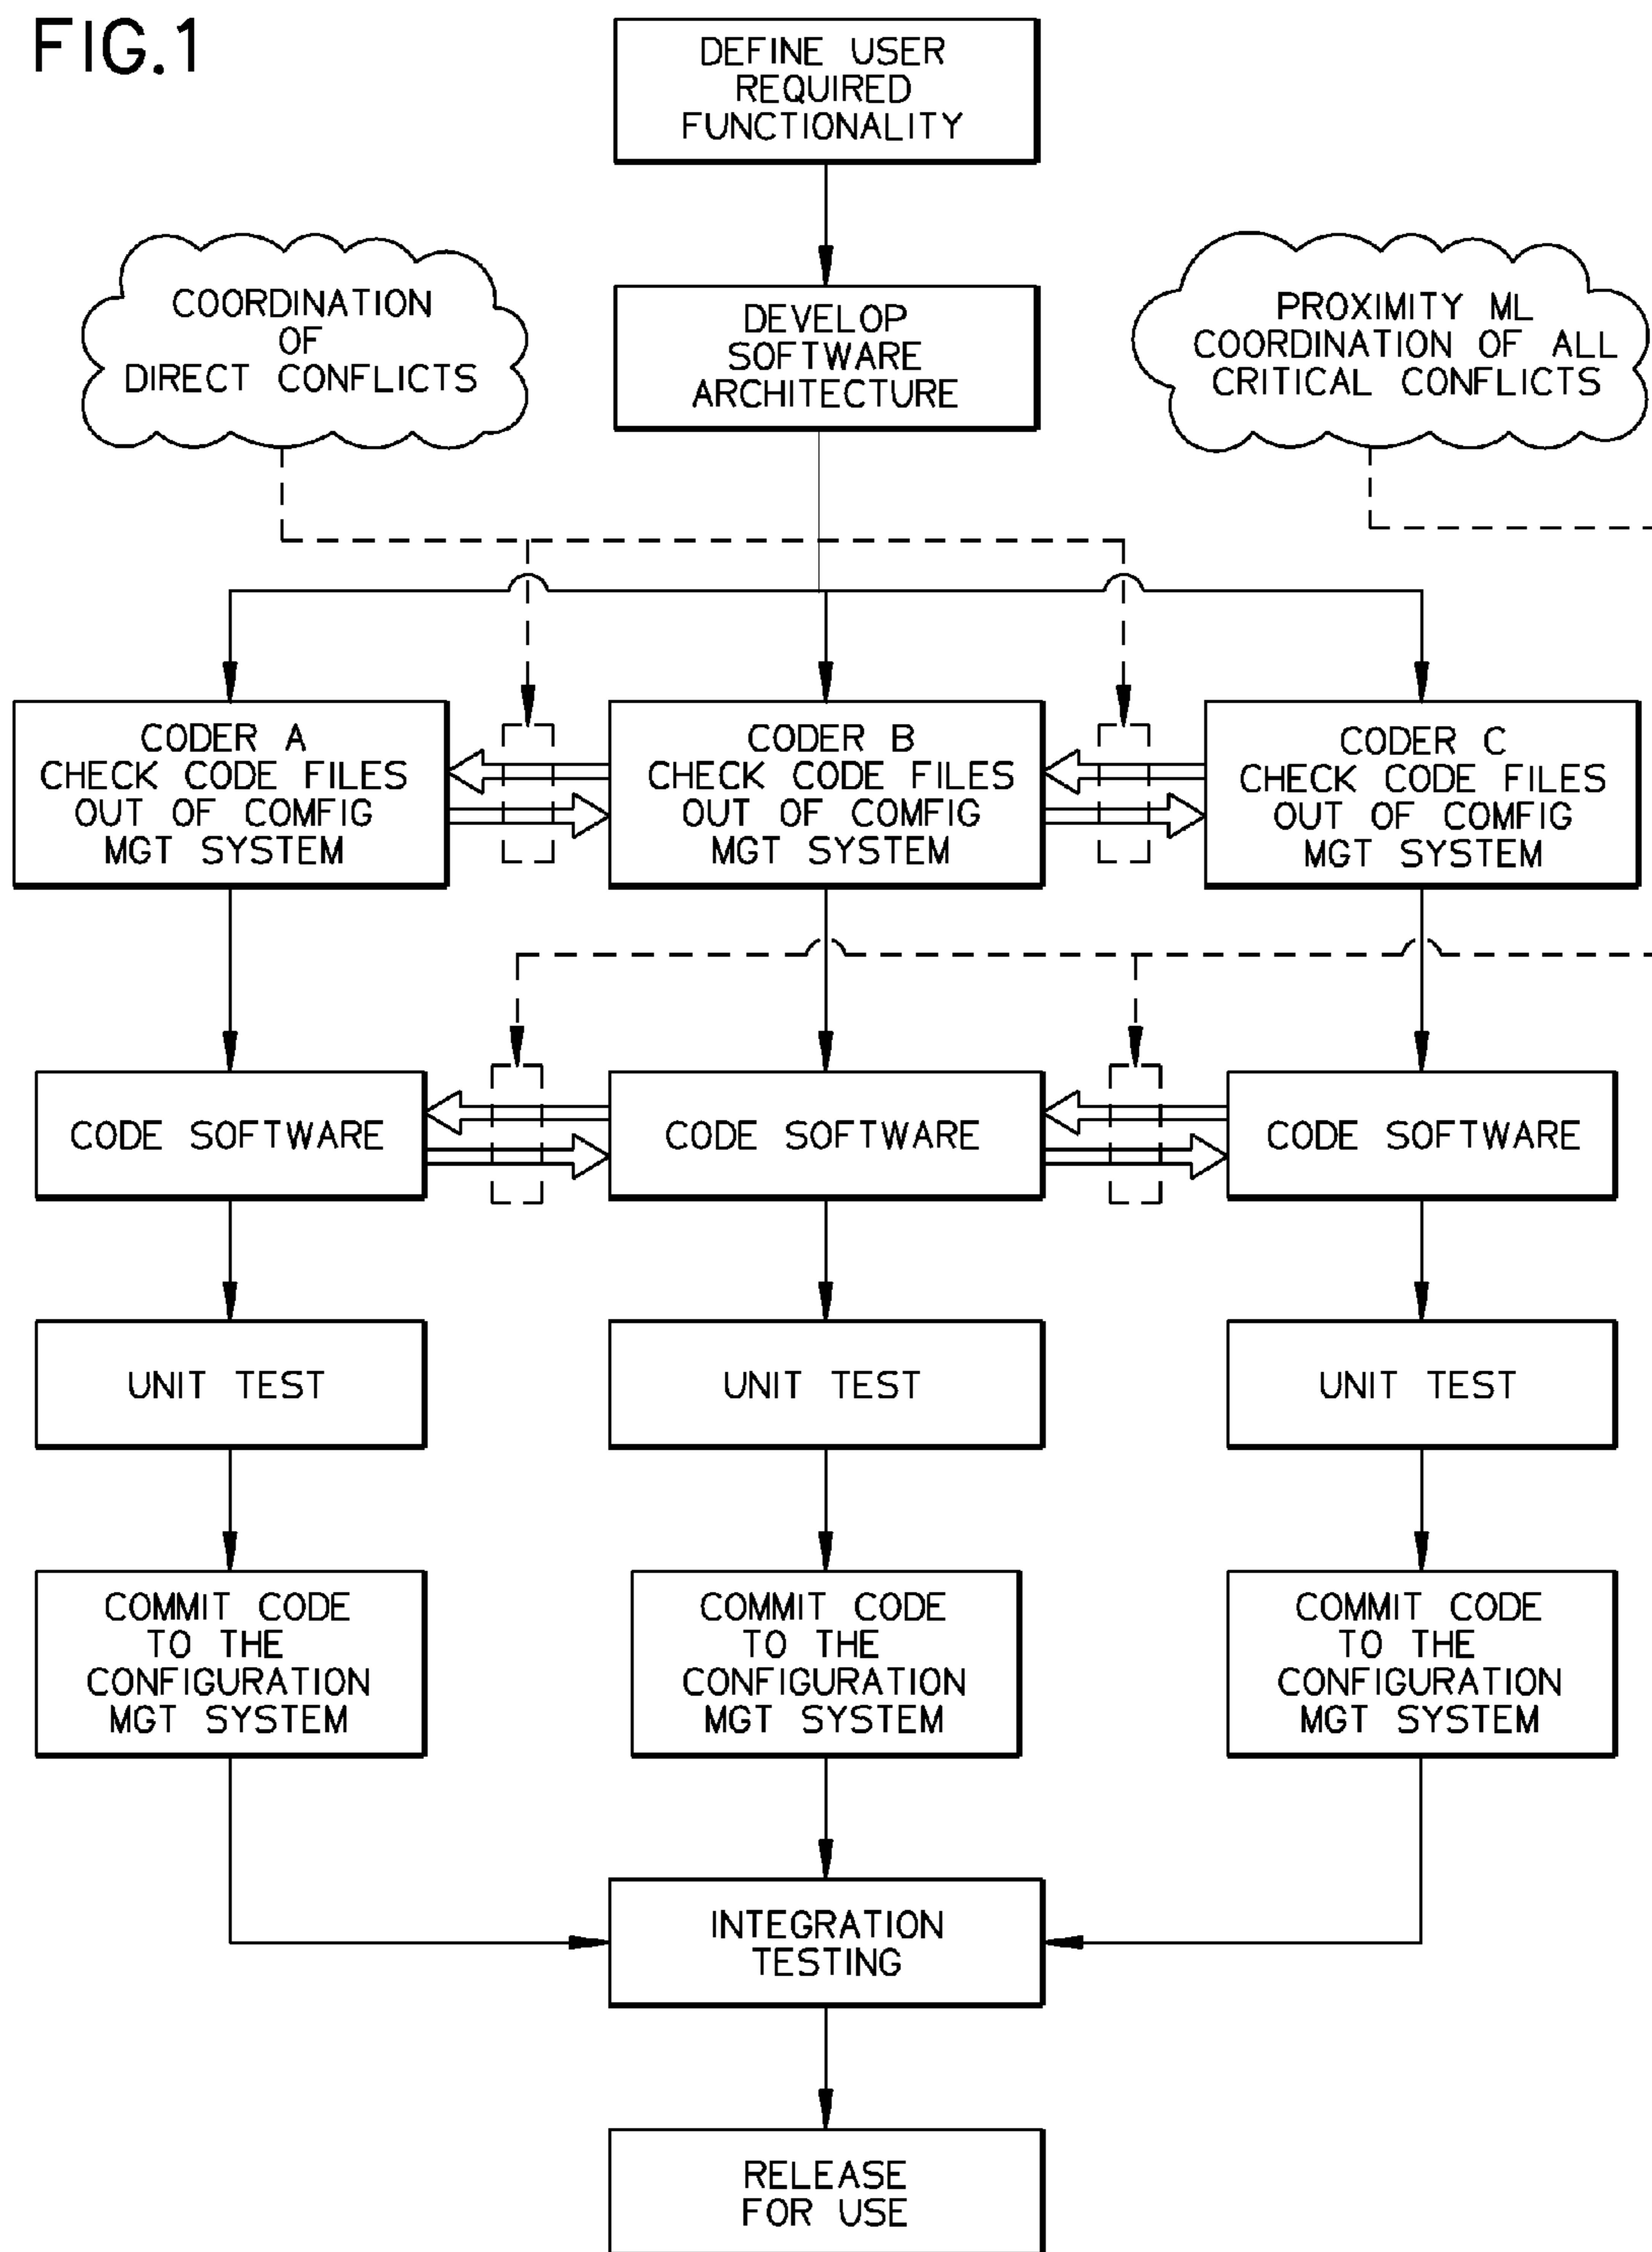 FIG.1
DEFINE USER
REQUIRED
FUNCTIONALITY
COORDINATION
OF
DIRECT CONFLICTS
DEVELOP
SOFTWARE
ARCHITECTURE
PROXIMITY ML
COORDINATION OF ALL
CRITICAL CONFLICTS
CODER A
CHECK CODE FILES
OUT OF COMFIG
MGT SYSTEM
CODER B
CHECK CODE FILES
OUT OF COMFIG
MGT SYSTEM
CODER C
CHECK CODE FILES
OUT OF COMFIG
MGT SYSTEM
CODE SOFTWARE
CODE SOFTWARE
CODE SOFTWARE
UNIT TEST
UNIT TEST
UNIT TEST
COMMIT CODE
TO THE
CONFIGURATION
MGT SYSTEM
COMMIT CODE
TO THE
CONFIGURATION
MGT SYSTEM
COMMIT CODE
TO THE
CONFIGURATION
MGT SYSTEM
INTEGRATION
TESTING
RELEASE
FOR USE